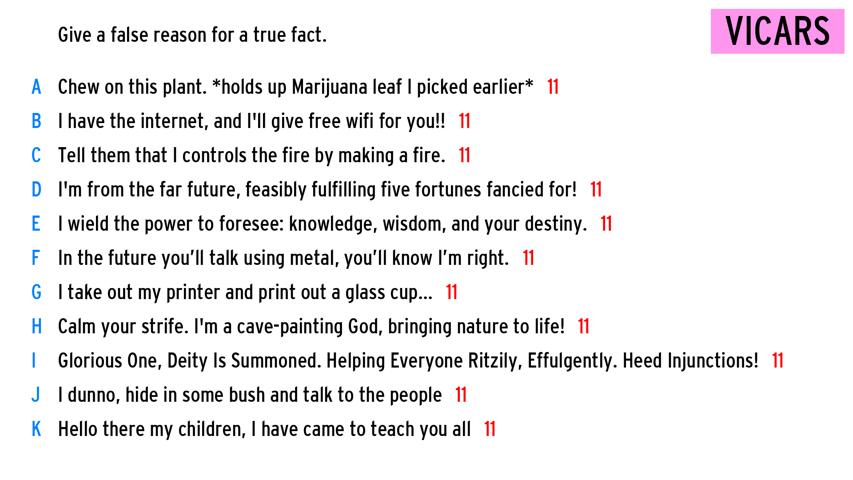 Give a false reason for a true fact.
VICARS
A Chew on this plant. *holds up Marijuana leaf I picked earlier* 11
B I have the internet, and I'll give free wifi for you!! 11
C Tell them that I controls the fire by making a fire. 11
D I'm from the far future, feasibly fulfilling five fortunes fancied for! 11
E I wield the power to foresee: knowledge, wisdom, and your destiny. 11
F In the future you’ll talk using metal, you’ll know I’m right. 11
G I take out my printer and print out a glass cup... 11
H Calm your strife. I'm a cave-painting God, bringing nature to life! 11
I Glorious One, Deity Is Summoned. Helping Everyone Ritzily, Effulgently. Heed Injunctions! 11
J I dunno, hide in some bush and talk to the people 11
K Hello there my children, I have came to teach you all 11